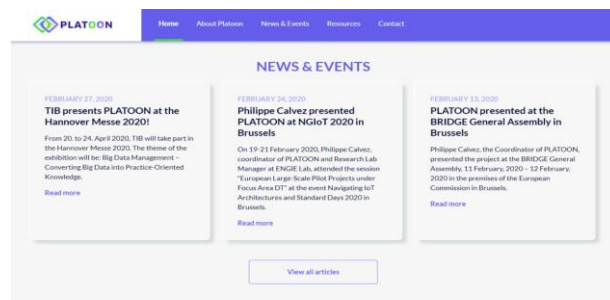 PLATOON
Home About Platoon News & Events Resources Contact
NEWS & EVENTS
FEBRUARY 27, 2020
TIB presents PLATOON at the
Hannover Messe 2020!
From 20. to 24. April 2020, TIB will take part in
the Hannover Messe 2020. The theme of the
exhibition will be: Big Data Management –
Converting Big Data into Practice-Oriented
Knowledge.
Read more
FEBRUARY 24, 2020
Philippe Calvez presented
PLATOON at NGIoT 2020 in
Brussels
On 19-21 February 2020, Philippe Calvez,
coordinator of PLATOON and Research Lab
Manager at ENGIE Lab, attended the session
"European Large-Scale Pilot Projects under
Focus Area DT" at the event Navigating IoT
Architectures and Standard Days 2020 in
Brussels.
Read more
FEBRUARY 13, 2020
PLATOON presented at the
BRIDGE General Assembly in
Brussels
Philippe Calvez, the Coordinator of PLATOON,
presented the project at the BRIDGE General
Assembly, 11 February, 2020 – 12 February,
2020 in the premises of the European
Commission in Brussels.
Read more
View all articles